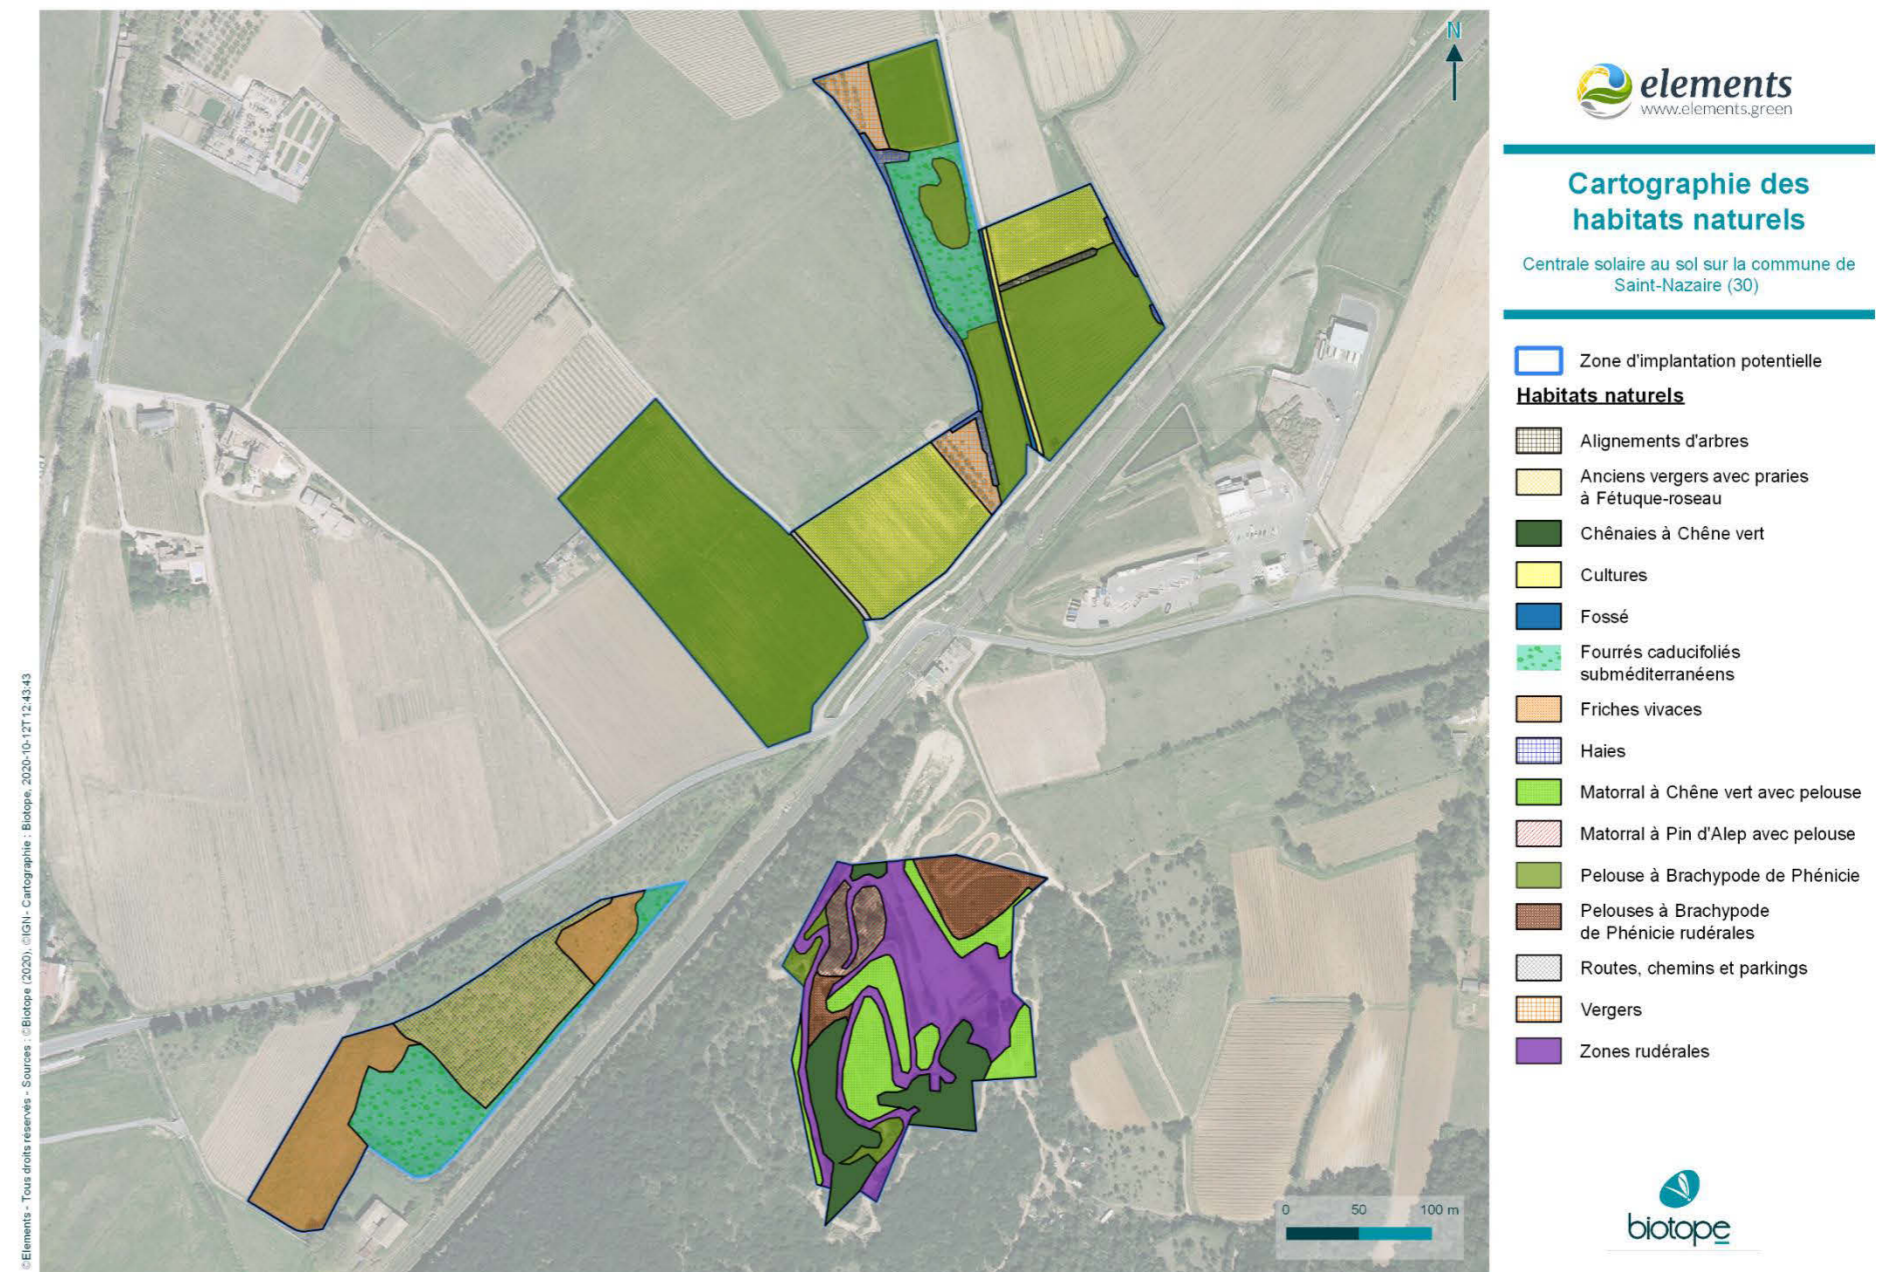 N
elements
www.elements.green
Cartographie des
habitats naturels
Centrale solaire au sol sur la commune de
Saint-Nazaire (30)
Zone d'implantation potentielle
Habitats naturels
Alignements d'arbres
Anciens vergers avec praries
à Fétuque-roseau
Chênaies à Chêne vert
Cultures
Fossé
Fourrés caducifoliés
subméditerranéens
Friches vivaces
Haies
Matorral à Chêne vert avec pelouse
Matorral à Pin d'Alep avec pelouse
Pelouse à Brachypode de Phénicie
Pelouses à Brachypode
de Phénicie rudérales
Routes, chemins et parkings
Vergers
Zones rudérales
0 50 100 m
biotope
©Elements - Tous droits réservés - Sources : ©Biotope (2020), ©IGN - Cartographie : Biotope, 2020-10-12T12:43:43